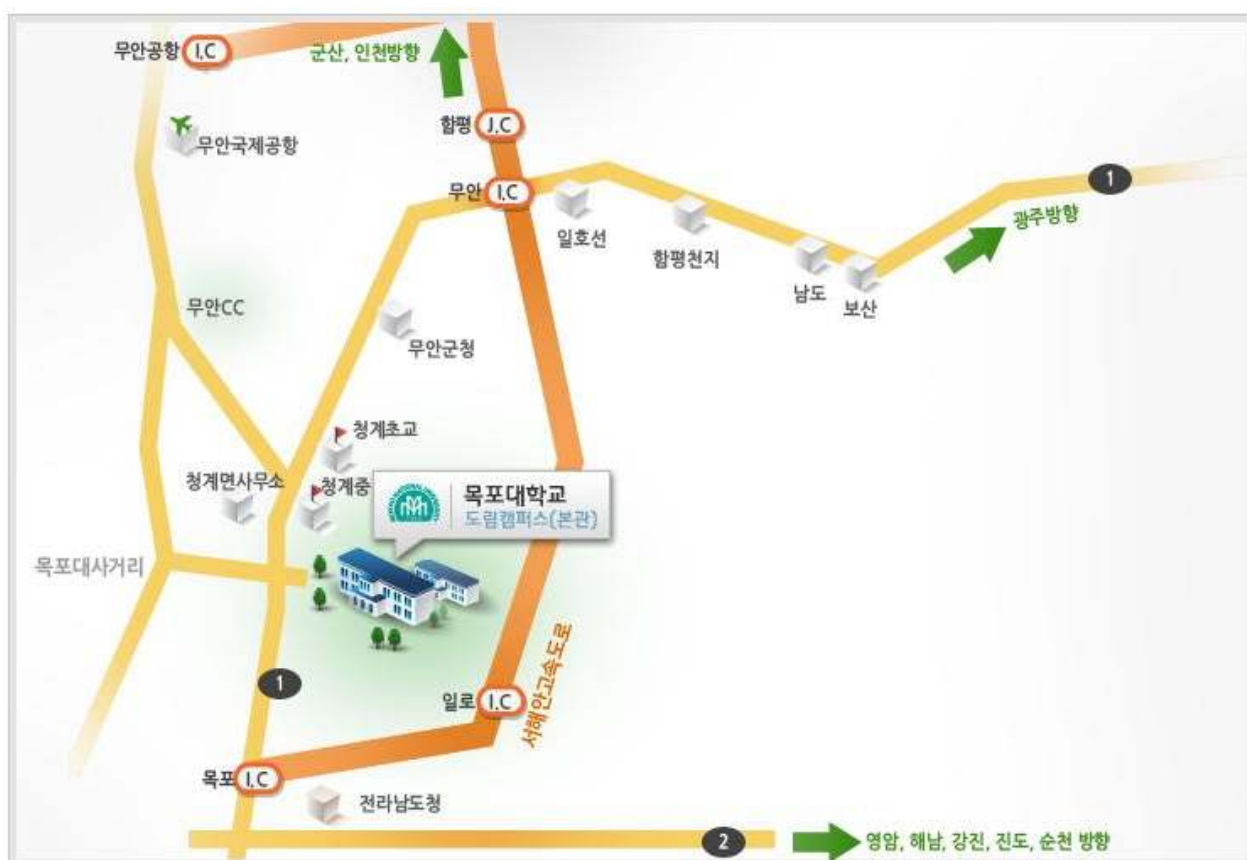 무안공항 I.C
군산, 인천방향
함평 J.C
무안국제공항
무안 I.C
1
일호선
함평천지
광주방향
남도
보산
무안CC
무안군청
청계초교
청계면사무소
청계중
목포대학교
도림캠퍼스(본관)
목포대사거리
1
일로 I.C
서해안고속도로
목포 I.C
전라남도청
2
영암, 해남, 강진, 진도, 순천 방향